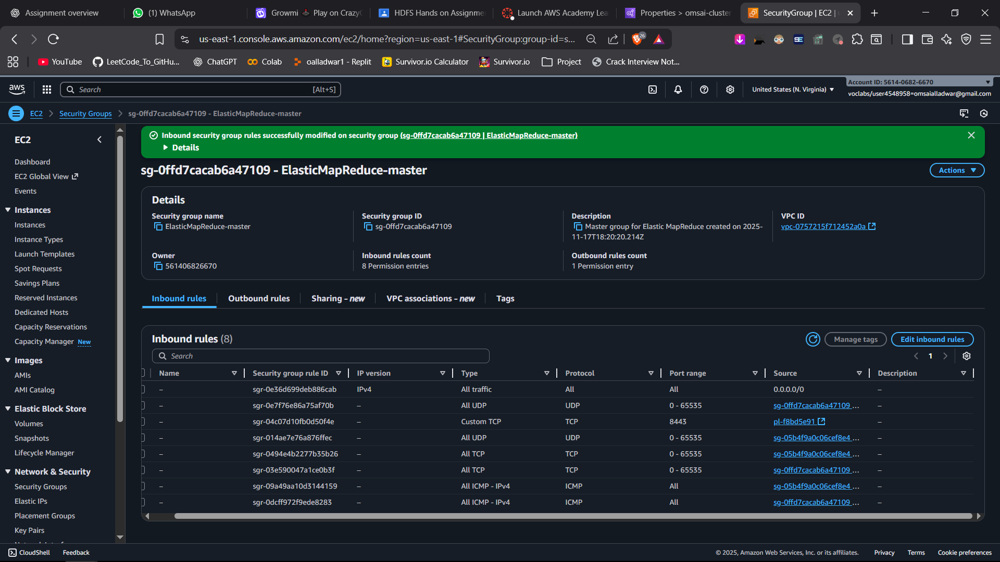 Assignment overview
(1) WhatsApp
Growmi 🕹️ Play on CrazyG
HDFS Hands on Assignme
Launch AWS Academy Lea
Properties > omsai-cluster
SecurityGroup | EC2 |
us-east-1.console.aws.amazon.com/ec2/home?region=us-east-1#SecurityGroup:group-id=s...
26
YouTube
LeetCode_To_GitHu...
ChatGPT
Colab
oalladwar1 - Replit
Survivor.io Calculator
Survivor.io
Project
Crack Interview Not...
aws
Search
[Alt+S]
United States (N. Virginia)
Account ID: 5614-0682-6670
voclabs/user4548958=omsaialladwar@gmail.com
EC2
Security Groups
sg-0ffd7cacab6a47109 - ElasticMapReduce-master
EC2
Dashboard
EC2 Global View
Events
Instances
Instances
Instance Types
Launch Templates
Spot Requests
Savings Plans
Reserved Instances
Dedicated Hosts
Capacity Reservations
Capacity Manager New
Images
AMIs
AMI Catalog
Elastic Block Store
Volumes
Snapshots
Lifecycle Manager
Network & Security
Security Groups
Elastic IPs
Placement Groups
Key Pairs
Inbound security group rules successfully modified on security group (sg-0ffd7cacab6a47109 | ElasticMapReduce-master)
Details
sg-0ffd7cacab6a47109 - ElasticMapReduce-master
Actions
Details
Security group name
ElasticMapReduce-master
Security group ID
sg-0ffd7cacab6a47109
Description
Master group for Elastic MapReduce created on 2025-
11-17T18:20:20.214Z
VPC ID
vpc-0757215f712452a0a
Owner
561406826670
Inbound rules count
8 Permission entries
Outbound rules count
1 Permission entry
Inbound rules
Outbound rules
Sharing - new
VPC associations - new
Tags
Inbound rules (8)
Manage tags
Edit inbound rules
Search
1
Name Security group rule ID IP version Type Protocol Port range Source Description
– sgr-0e36d699deb886cab IPv4 All traffic All All 0.0.0.0/0 –
– sgr-0e7f76e86a75af70b – All UDP UDP 0 - 65535 sg-0ffd7cacab6a47109 ... –
– sgr-04c07d10fb0d50f4e – Custom TCP TCP 8443 pl-f8bd5e91 –
– sgr-014ae7e76a876ffec – All UDP UDP 0 - 65535 sg-05b4f9a0c06cef8e4 ... –
– sgr-0494e4b2277b35b26 – All TCP TCP 0 - 65535 sg-05b4f9a0c06cef8e4 ... –
– sgr-03e590047a1ce0b3f – All TCP TCP 0 - 65535 sg-0ffd7cacab6a47109 ... –
– sgr-09a49aa10d3144159 – All ICMP - IPv4 ICMP All sg-05b4f9a0c06cef8e4 ... –
– sgr-0dcff972f9ede8283 – All ICMP - IPv4 ICMP All sg-0ffd7cacab6a47109 ... –
CloudShell
Feedback
© 2025, Amazon Web Services, Inc. or its affiliates.
Privacy
Terms
Cookie preferences